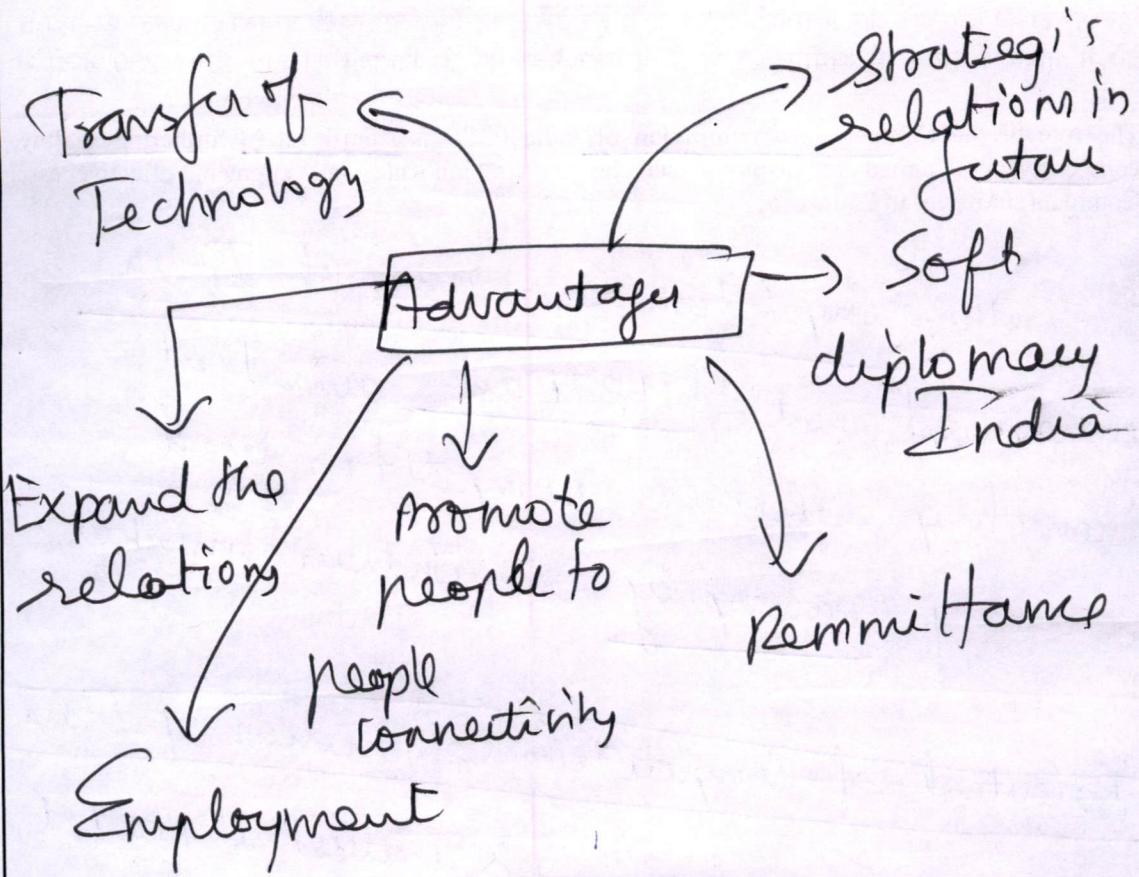 Transfer of
Technology
Strategi's
relations in
future
Advantages
Soft
diplomacy
India
Expand the
relations
promote
people to
people
connectivity
Remmittance
Employment